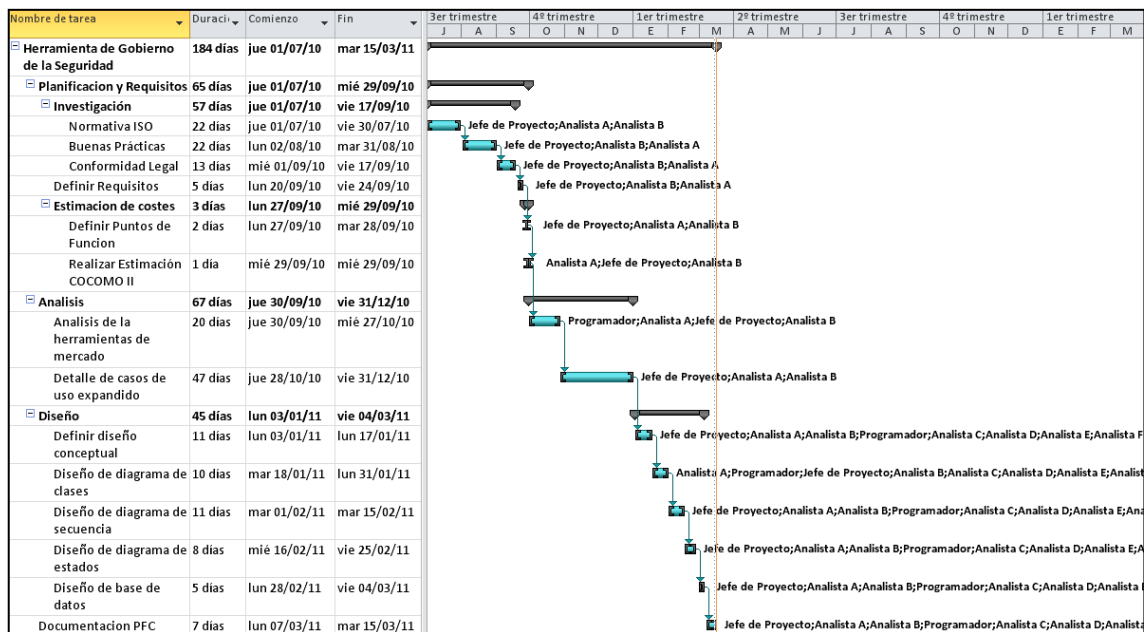 Nombre de tarea Duració Comienzo Fin 3er trimestre 4º trimestre 1er trimestre 2º trimestre 3er trimestre 4º trimestre 1er trimestre
J A S O N D E F M A M J J A S O N D E F M
Herramienta de Gobierno de la Seguridad 184 días jue 01/07/10 mar 15/03/11
Planificacion y Requisitos 65 días jue 01/07/10 mié 29/09/10
Investigación 57 días jue 01/07/10 vie 17/09/10
Normativa ISO 22 días jue 01/07/10 vie 30/07/10 Jefe de Proyecto;Analista A;Analista B
Buenas Prácticas 22 días lun 02/08/10 mar 31/08/10 Jefe de Proyecto;Analista B;Analista A
Conformidad Legal 13 días mié 01/09/10 vie 17/09/10 Jefe de Proyecto;Analista B;Analista A
Definir Requisitos 5 días lun 20/09/10 vie 24/09/10 Jefe de Proyecto;Analista B;Analista A
Estimacion de costes 3 días lun 27/09/10 mié 29/09/10
Definir Puntos de Funcion 2 días lun 27/09/10 mar 28/09/10 Jefe de Proyecto;Analista A;Analista B
Realizar Estimación COCOMO II 1 día mié 29/09/10 mié 29/09/10 Analista A;Jefe de Proyecto;Analista B
Analisis 67 días jue 30/09/10 vie 31/12/10
Analisis de la herramientas de mercado 20 días jue 30/09/10 mié 27/10/10 Programador;Analista A;Jefe de Proyecto;Analista B
Detalle de casos de uso expandido 47 días jue 28/10/10 vie 31/12/10 Jefe de Proyecto;Analista A;Analista B
Diseño 45 días lun 03/01/11 vie 04/03/11
Definir diseño conceptual 11 días lun 03/01/11 lun 17/01/11 Jefe de Proyecto;Analista A;Analista B;Programador;Analista C;Analista D;Analista E;Analista F
Diseño de diagrama de clases 10 días mar 18/01/11 lun 31/01/11 Analista A;Programador;Jefe de Proyecto;Analista B;Analista C;Analista D;Analista E;Analist
Diseño de diagrama de secuencia 11 días mar 01/02/11 mar 15/02/11 Jefe de Proyecto;Analista A;Analista B;Programador;Analista C;Analista D;Analista E;Ana
Diseño de diagrama de estados 8 días mié 16/02/11 vie 25/02/11 Jefe de Proyecto;Analista A;Analista B;Programador;Analista C;Analista D;Analista E;A
Diseño de base de datos 5 días lun 28/02/11 vie 04/03/11 Jefe de Proyecto;Analista A;Analista B;Programador;Analista C;Analista D;Analista
Documentacion PFC 7 días lun 07/03/11 mar 15/03/11 Jefe de Proyecto;Analista A;Analista B;Programador;Analista C;Analista D;Analista